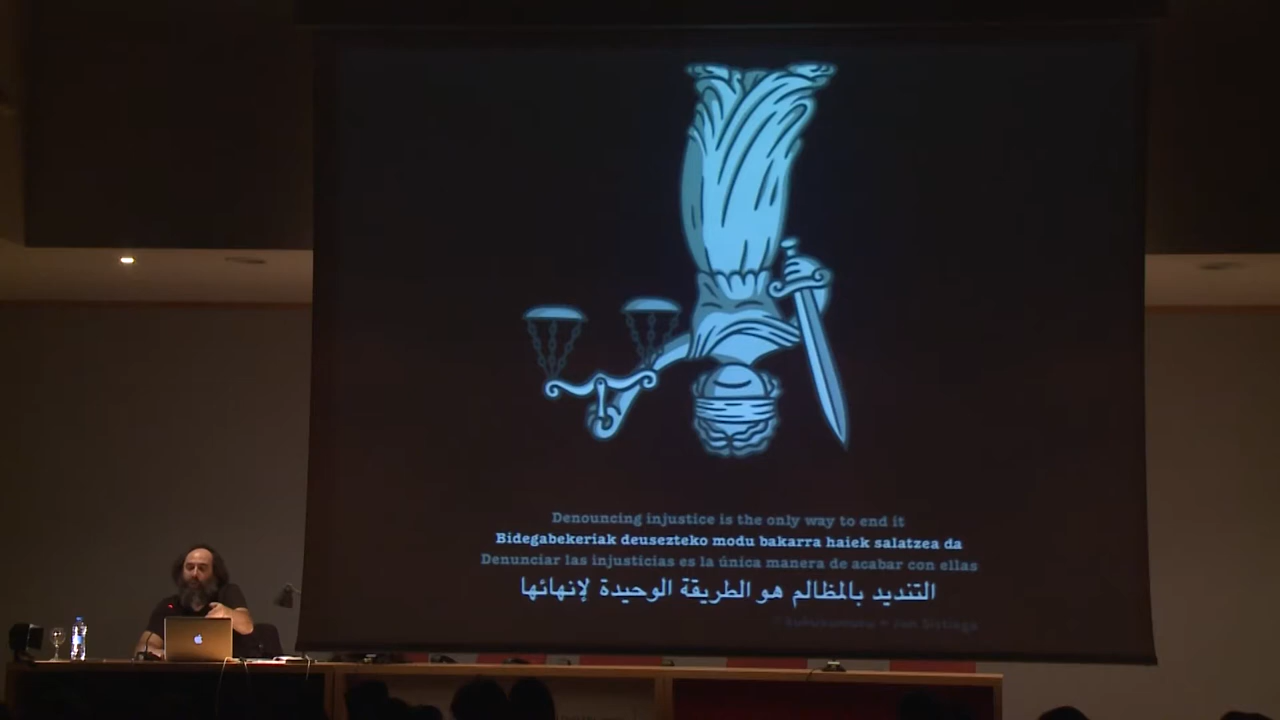 Denouncing injustice is the only way to end it
Bidegabekeriak deusezteko modu bakarra haiek salatzea da
Denunciar las injusticias es la única manera de acabar con ellas
التنديد بالمظالم هو الطريقة الوحيدة لإنهائها